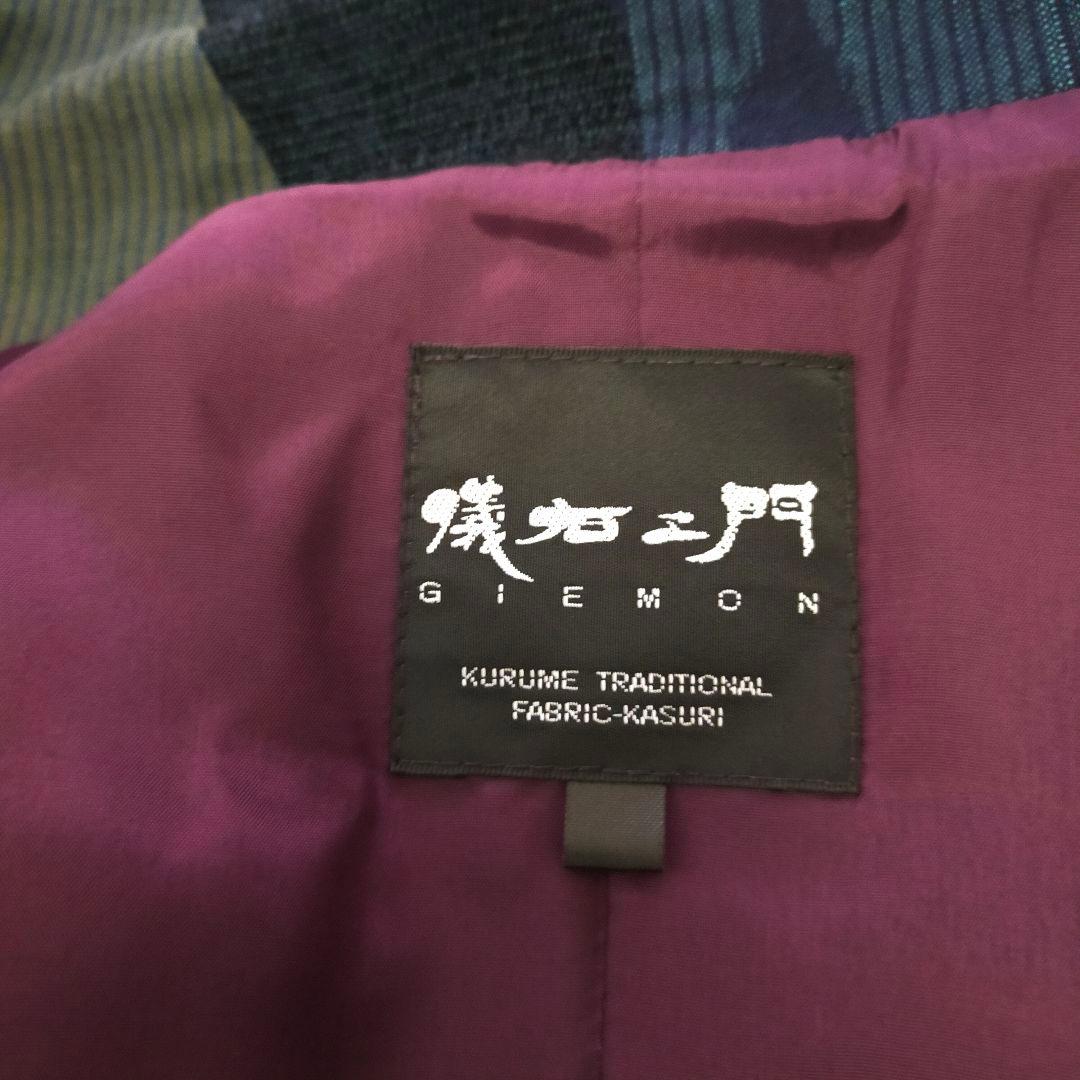 儀右ヱ門
GIEMON
KURUME TRADITIONAL
FABRIC-KASURI